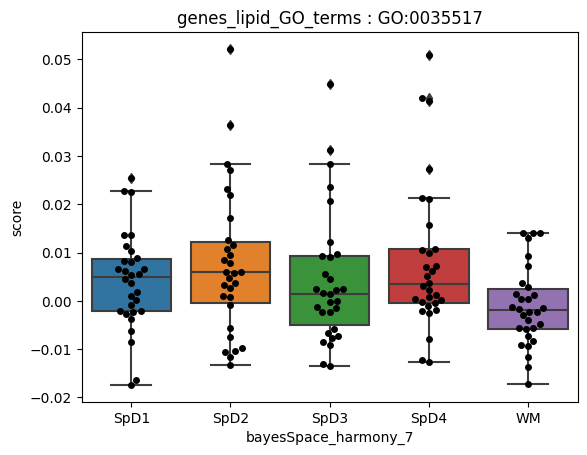 genes_lipid_GO_terms : GO:0035517
0.05
0.04
0.03
0.02
0.01
0.00
−0.01
−0.02
score
SpD1 SpD2 SpD3 SpD4 WM
bayesSpace_harmony_7